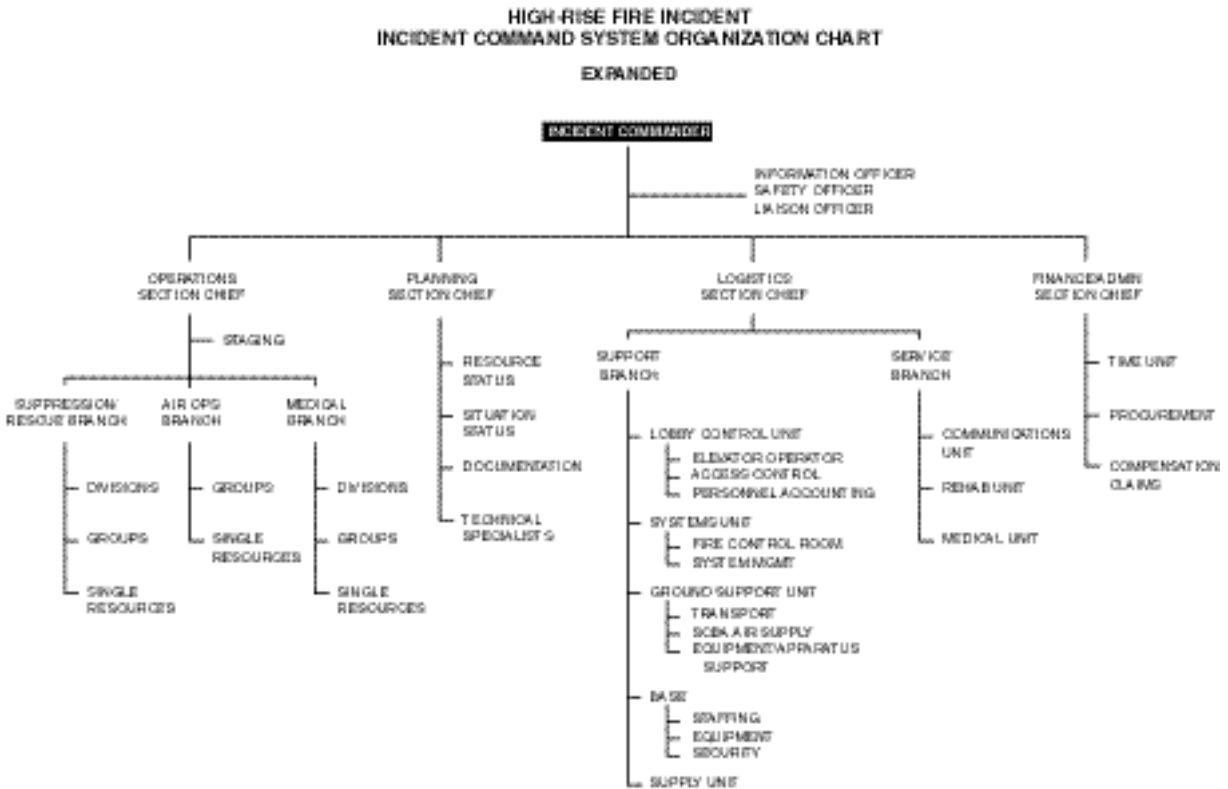 HIGH-RISE FIRE INCIDENT
INCIDENT COMMAND SYSTEM ORGANIZATION CHART
EXPANDED
INCIDENT COMMANDER
INFORMATION OFFICER
SAFETY OFFICER
LIAISON OFFICER
OPERATIONS
SECTION CHIEF
PLANNING
SECTION CHIEF
LOGISTICS
SECTION CHIEF
FINANCE/ADMIN
SECTION CHIEF
STAGING
SUPPRESSION/
RESCUE BRANCH
AIR OPS
BRANCH
MEDICAL
BRANCH
DIVISIONS
GROUPS
SINGLE
RESOURCES
GROUPS
SINGLE
RESOURCES
DIVISIONS
GROUPS
SINGLE
RESOURCES
RESOURCE
STATUS
SITUATION
STATUS
DOCUMENTATION
TECHNICAL
SPECIALISTS
SUPPORT
BRANCH
LOBBY CONTROL UNIT
ELEVATOR OPERATOR
ACCESS CONTROL
PERSONNEL ACCOUNTING
SYSTEMS UNIT
FIRE CONTROL ROOM
SYSTEM MGMT
GROUND SUPPORT UNIT
TRANSPORT
SCBA AIR SUPPLY
EQUIPMENT/APPARATUS
SUPPORT
BASE
STAFFING
EQUIPMENT
SECURITY
SUPPLY UNIT
SERVICE
BRANCH
COMMUNICATIONS
UNIT
REHAB UNIT
MEDICAL UNIT
TIME UNIT
PROCUREMENT
COMPENSATION
CLAIMS